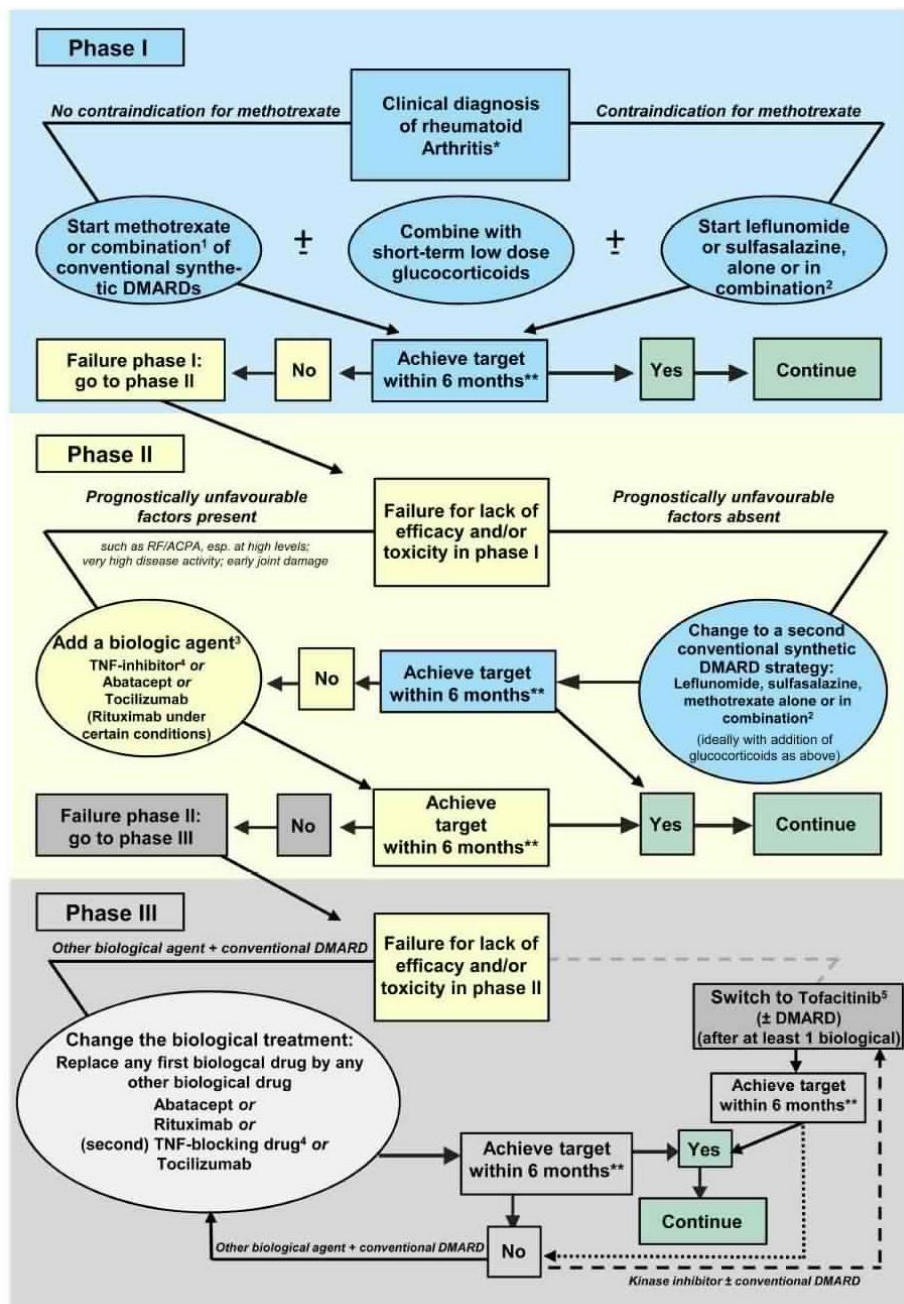 Phase I
No contraindication for methotrexate
Clinical diagnosis
of rheumatoid
Arthritis*
Contraindication for methotrexate
Start methotrexate
or combination¹ of
conventional synthe-
tic DMARDs
±
Combine with
short-term low dose
glucocorticoids
±
Start leflunomide
or sulfasalazine,
alone or in
combination²
Failure phase I:
go to phase II
No
Achieve target
within 6 months**
Yes
Continue
Phase II
Prognostically unfavourable
factors present
such as RF/ACPA, esp. at high levels;
very high disease activity; early joint damage
Failure for lack of
efficacy and/or
toxicity in phase I
Prognostically unfavourable
factors absent
Add a biologic agent³
TNF-inhibitor⁴ or
Abatacept or
Tocilizumab
(Rituximab under
certain conditions)
No
Achieve target
within 6 months**
Change to a second
conventional synthetic
DMARD strategy:
Leflunomide, sulfasalazine,
methotrexate alone or in
combination²
(ideally with addition of
glucocorticoids as above)
Failure phase II:
go to phase III
No
Achieve
target
within 6 months**
Yes
Continue
Phase III
Other biological agent + conventional DMARD
Failure for lack of
efficacy and/or
toxicity in phase II
Switch to Tofacitinib⁵
(± DMARD)
(after at least 1 biological)
Change the biological treatment:
Replace any first biologcal drug by any
other biological drug
Abatacept or
Rituximab or
(second) TNF-blocking drug⁴ or
Tocilizumab
Achieve target
within 6 months**
Achieve target
within 6 months**
Yes
Continue
No
Other biological agent + conventional DMARD
Kinase inhibitor ± conventional DMARD